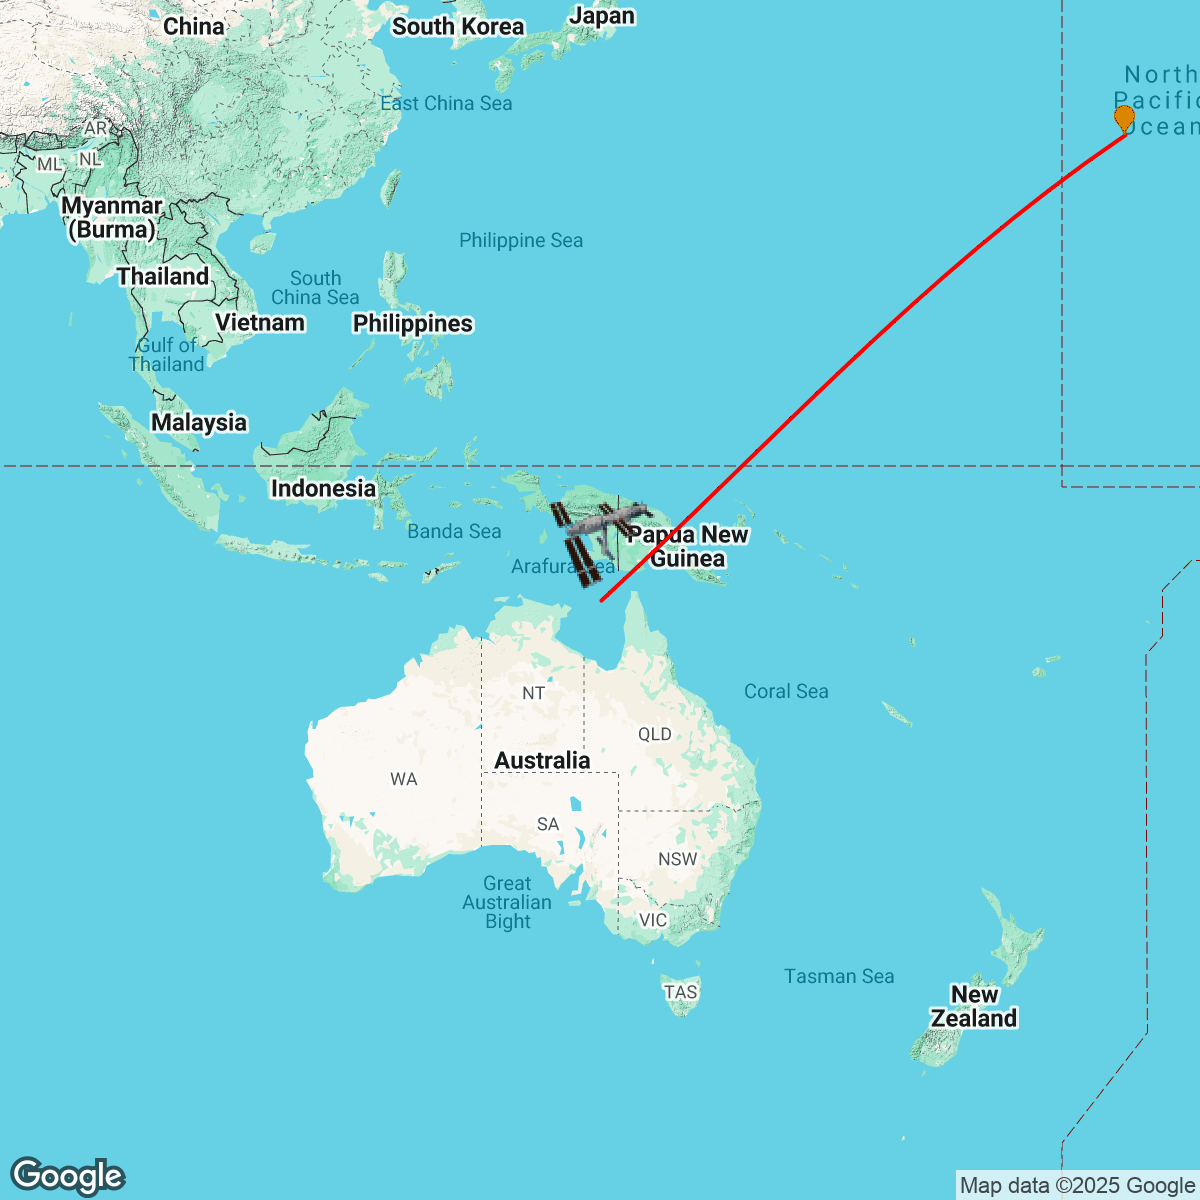 China
South Korea
Japan
North
Pacific
Ocean
East China Sea
AR
ML
NL
Myanmar
(Burma)
Philippine Sea
Thailand
South
China Sea
Vietnam
Philippines
Gulf of
Thailand
Malaysia
Indonesia
Banda Sea
Papua New
Guinea
Arafura Sea
NT
Coral Sea
QLD
Australia
WA
SA
NSW
Great
Australian
Bight
VIC
Tasman Sea
TAS
New
Zealand
Google
Map data ©2025 Google